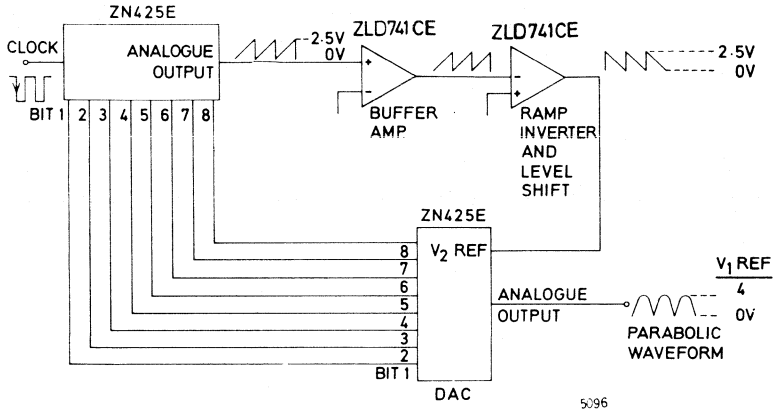 ZN425E
CLOCK
ANALOGUE
OUTPUT
2.5V
0V
ZLD741CE
+
-
BUFFER
AMP
ZLD741CE
-
+
RAMP
INVERTER
AND
LEVEL
SHIFT
2.5V
0V
BIT 1 2 3 4 5 6 7 8
ZN425E
V2 REF
8
7
6
5
4
3
2
BIT 1
DAC
ANALOGUE
OUTPUT
V1 REF
4
0V
PARABOLIC
WAVEFORM
5096